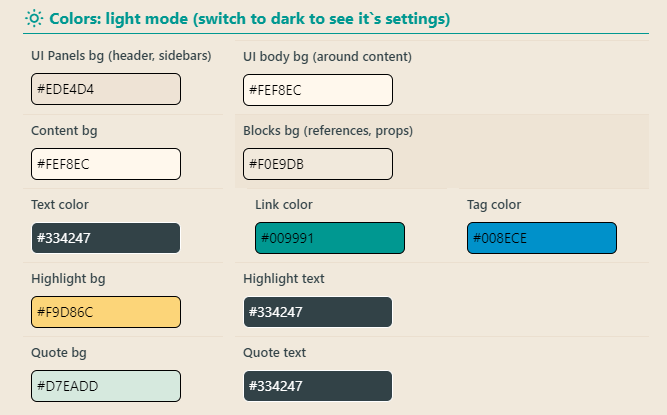 Colors: light mode (switch to dark to see it`s settings)
UI Panels bg (header, sidebars) UI body bg (around content)
#EDE4D4 #FEF8EC
Content bg Blocks bg (references, props)
#FEF8EC #F0E9DB
Text color Link color Tag color
#334247 #009991 #008ECE
Highlight bg Highlight text
#F9D86C #334247
Quote bg Quote text
#D7EADD #334247